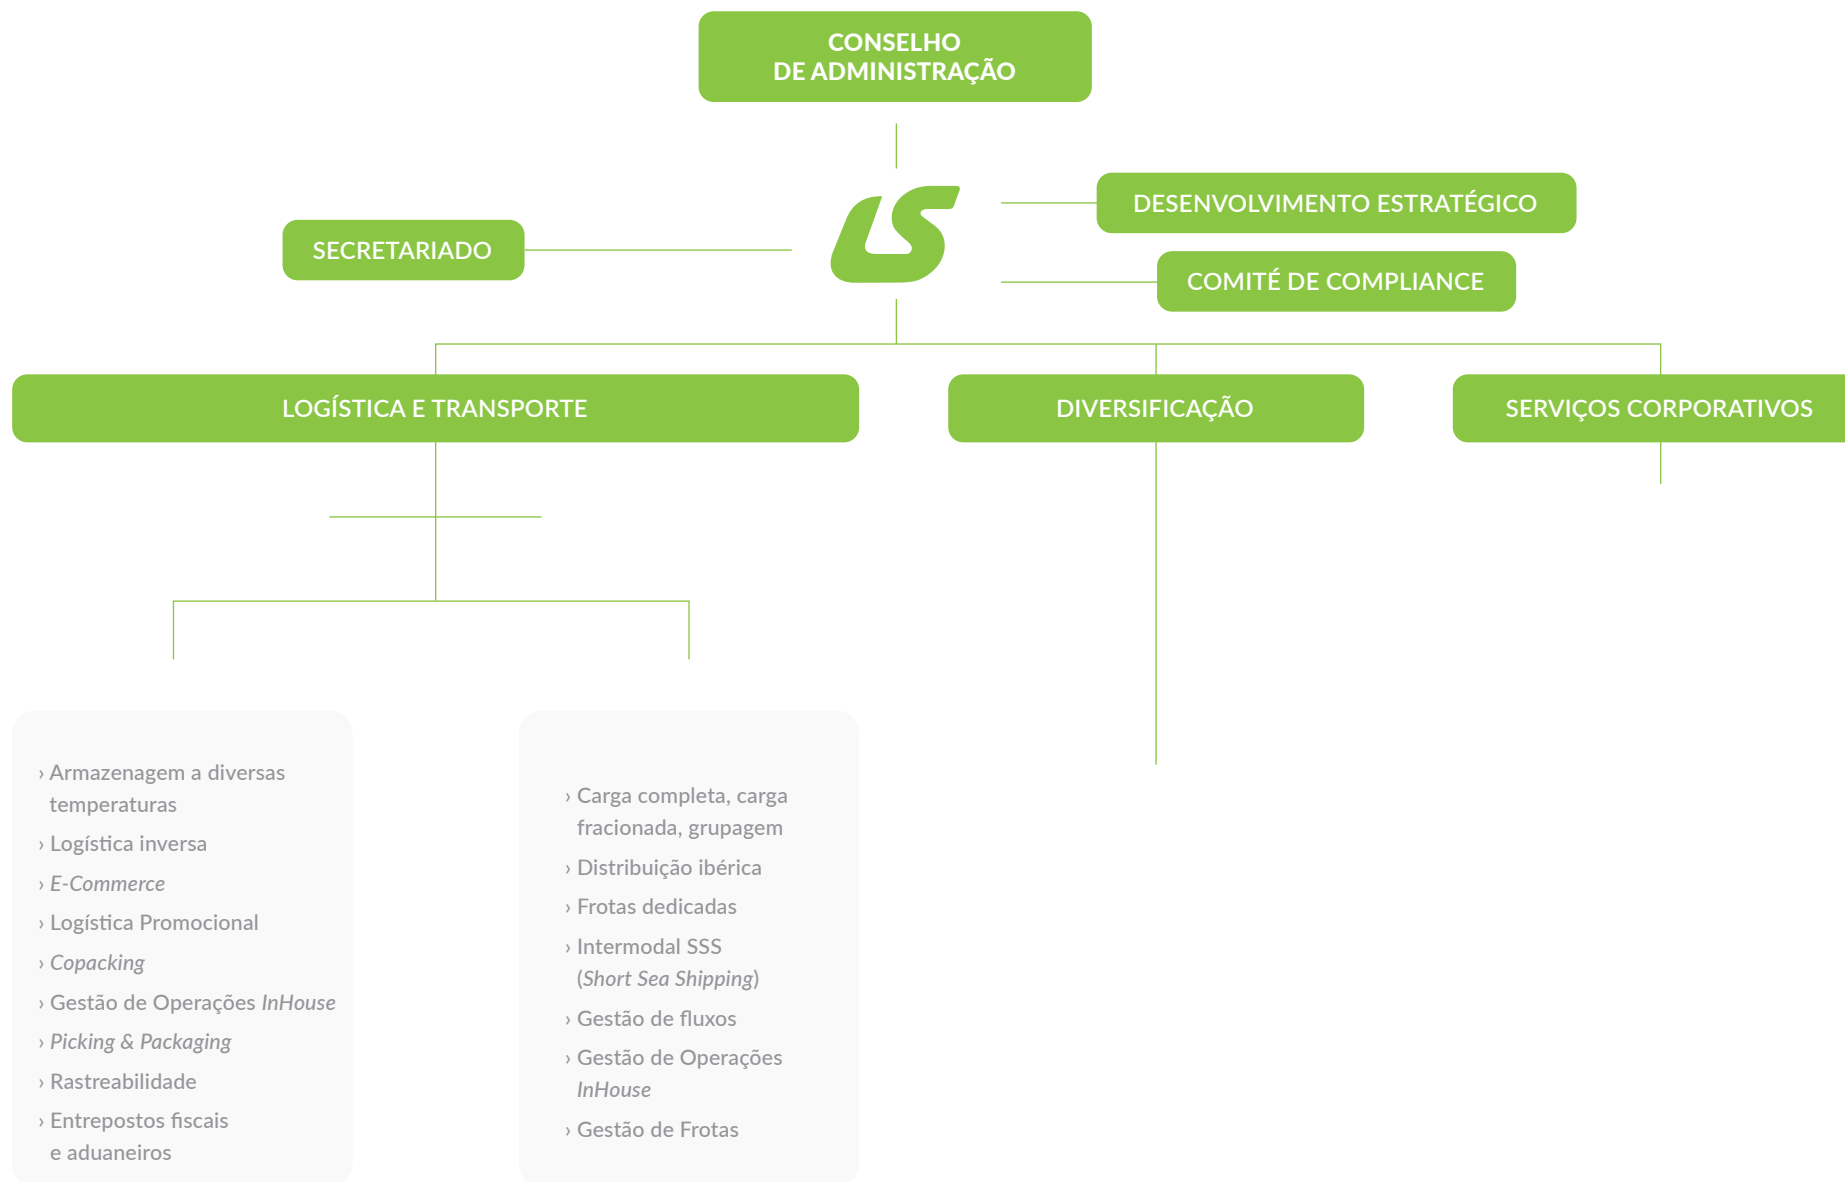 CONSELHO
DE ADMINISTRAÇÃO
LS
DESENVOLVIMENTO ESTRATÉGICO
SECRETARIADO
COMITÉ DE COMPLIANCE
LOGÍSTICA E TRANSPORTE
DIVERSIFICAÇÃO
SERVIÇOS CORPORATIVOS
› Armazenagem a diversas
temperaturas
› Logística inversa
› E-Commerce
› Logística Promocional
› Copacking
› Gestão de Operações InHouse
› Picking & Packaging
› Rastreabilidade
› Entrepostos fiscais
e aduaneiros
› Carga completa, carga
fracionada, grupagem
› Distribuição ibérica
› Frotas dedicadas
› Intermodal SSS
(Short Sea Shipping)
› Gestão de fluxos
› Gestão de Operações
InHouse
› Gestão de Frotas